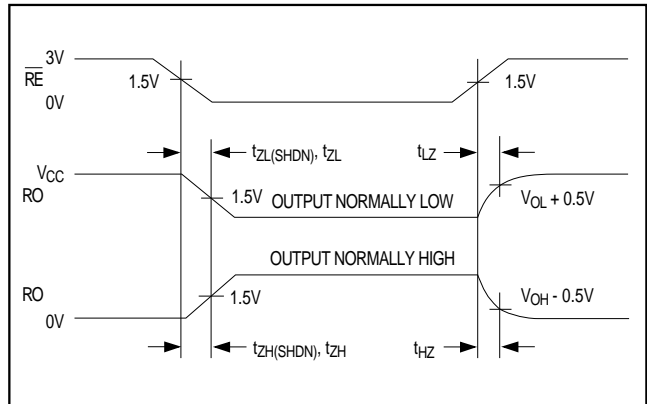 3V
RE
1.5V
1.5V
0V
tZL(SHDN), tZL
tLZ
VCC
RO
1.5V
OUTPUT NORMALLY LOW
VOL + 0.5V
OUTPUT NORMALLY HIGH
RO
1.5V
VOH - 0.5V
0V
tZH(SHDN), tZH
tHZ